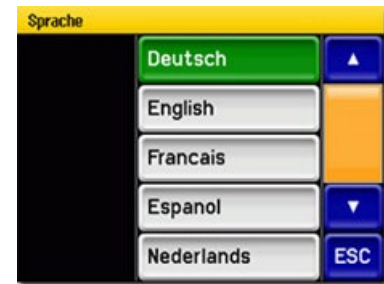 Sprache
Deutsch
English
Francais
Espanol
Nederlands
ESC